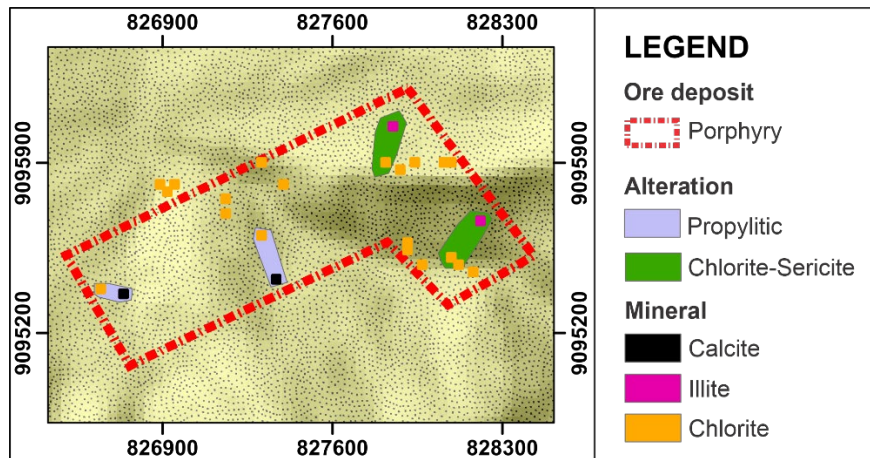 826900 827600 828300
9095900 9095900
9095200 9095200
826900 827600 828300
LEGEND
Ore deposit
Porphyry
Alteration
Propylitic
Chlorite-Sericite
Mineral
Calcite
Illite
Chlorite